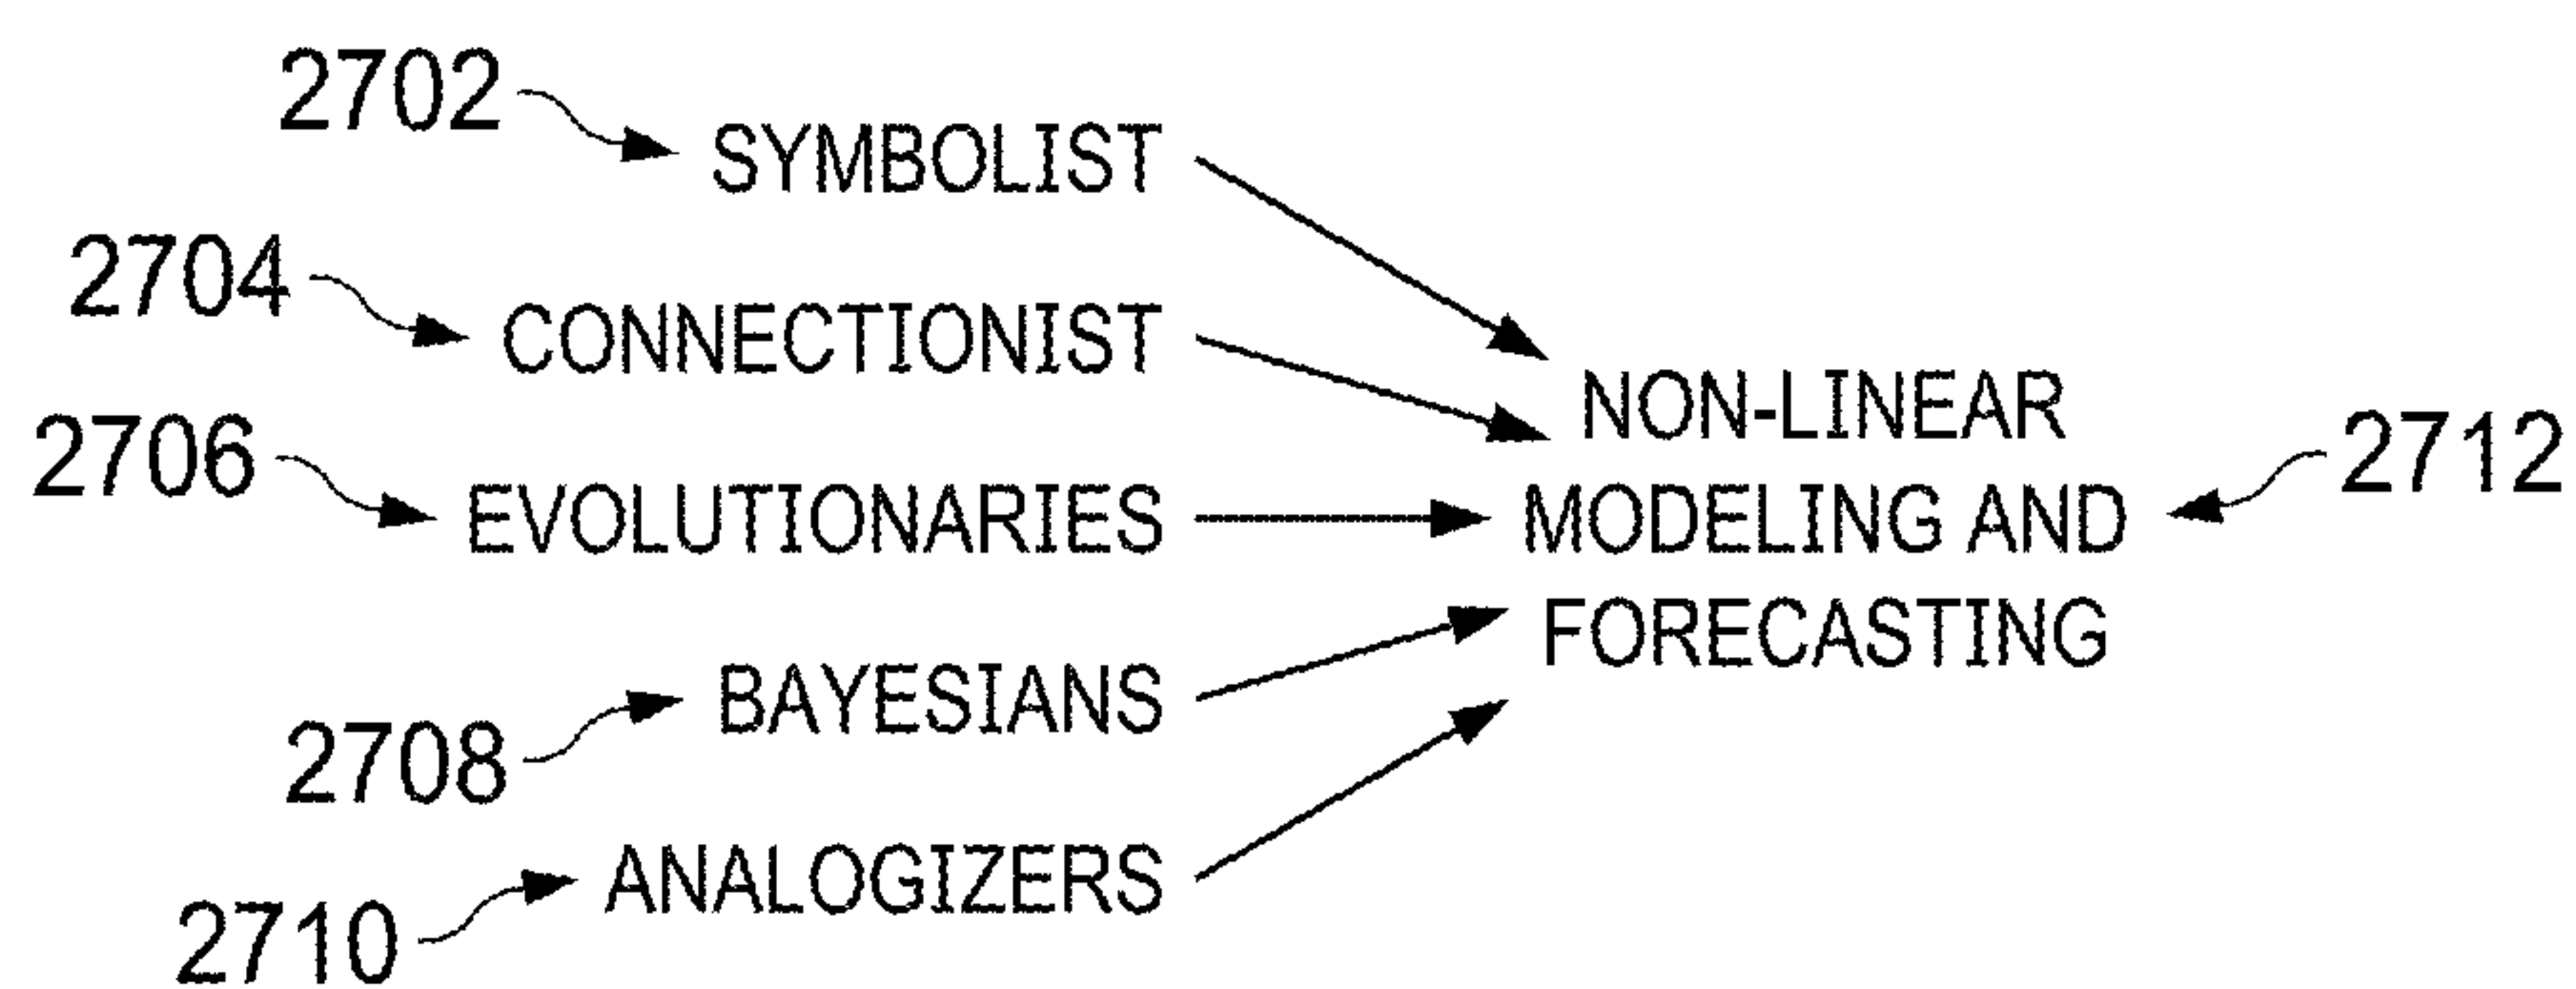 2702
SYMBOLIST
2704
CONNECTIONIST
2706
EVOLUTIONARIES
2708
BAYESIANS
2710
ANALOGIZERS
NON-LINEAR
MODELING AND
FORECASTING
2712